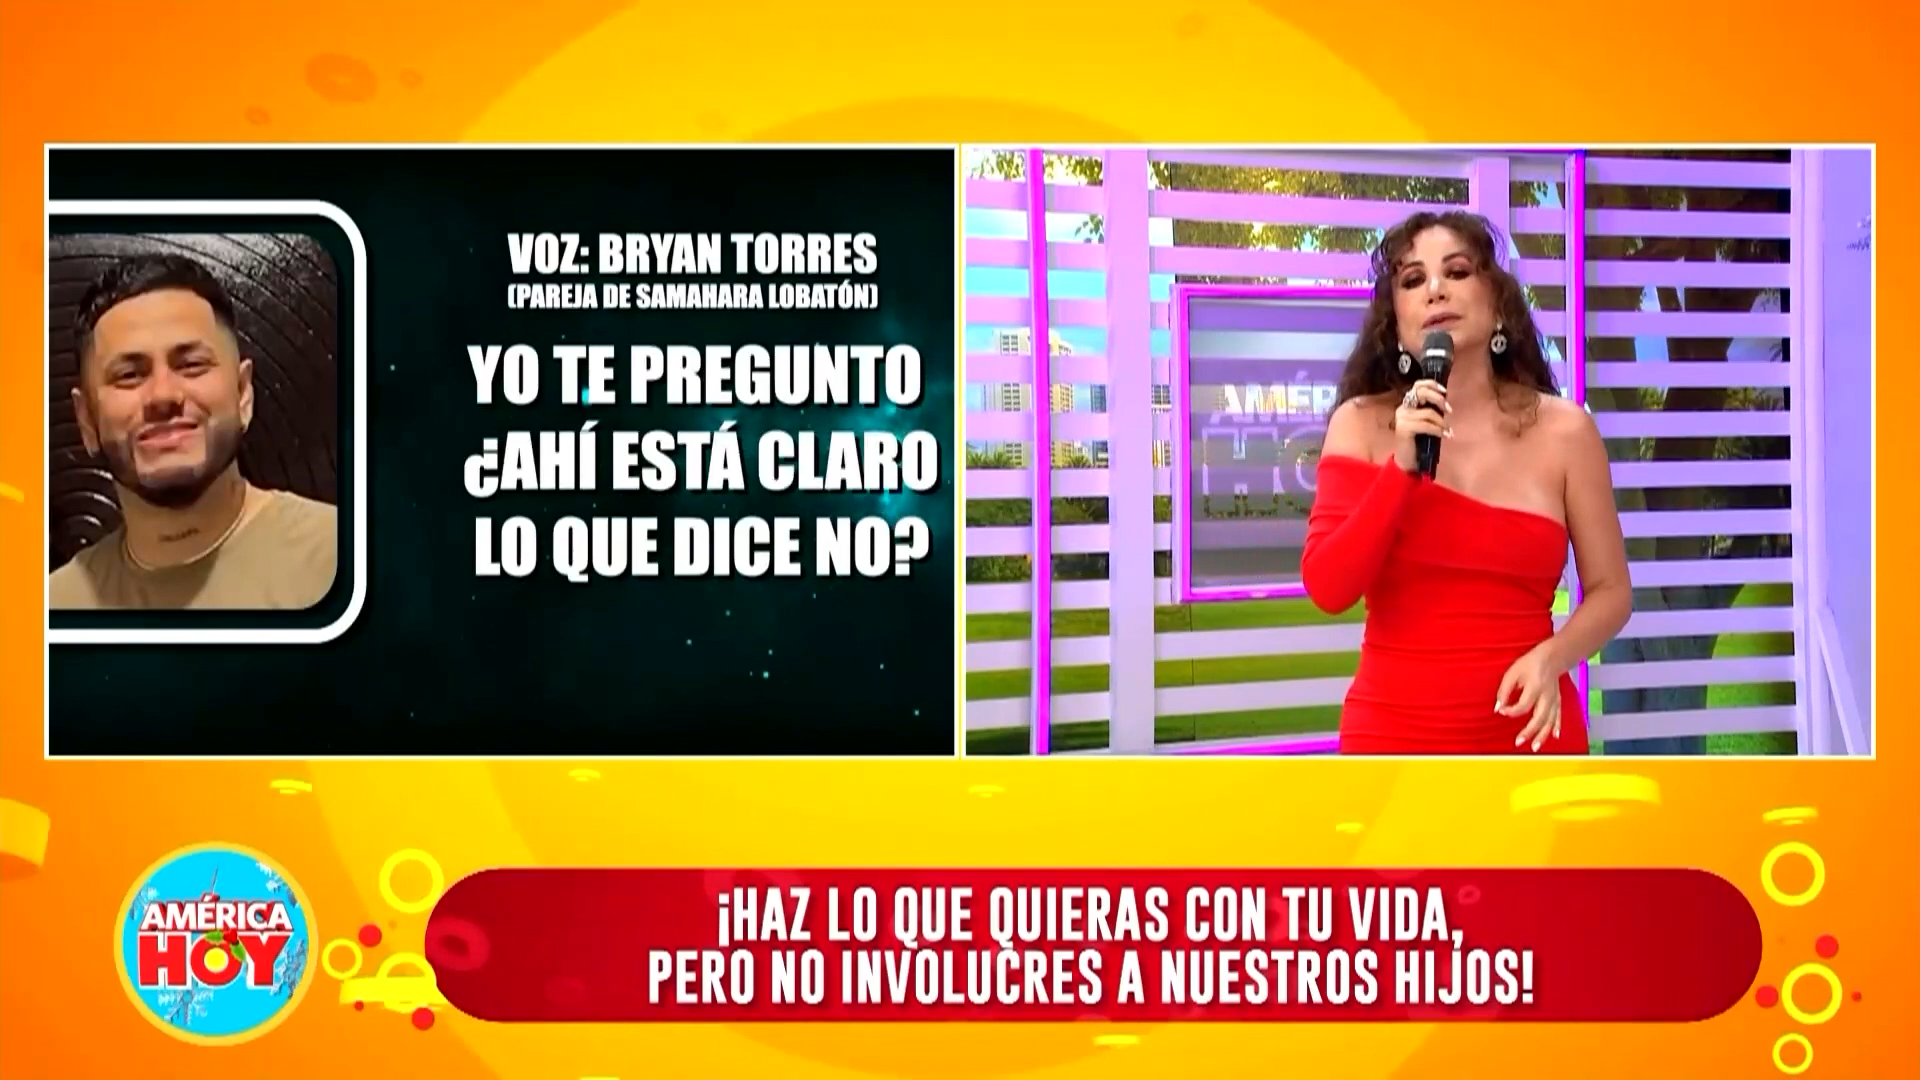 VOZ: BRYAN TORRES
(PAREJA DE SAMAHARA LOBATÓN)
YO TE PREGUNTO
¿AHÍ ESTÁ CLARO
LO QUE DICE NO?
AMÉRICA
HOY
¡HAZ LO QUE QUIERAS CON TU VIDA,
PERO NO INVOLUCRES A NUESTROS HIJOS!